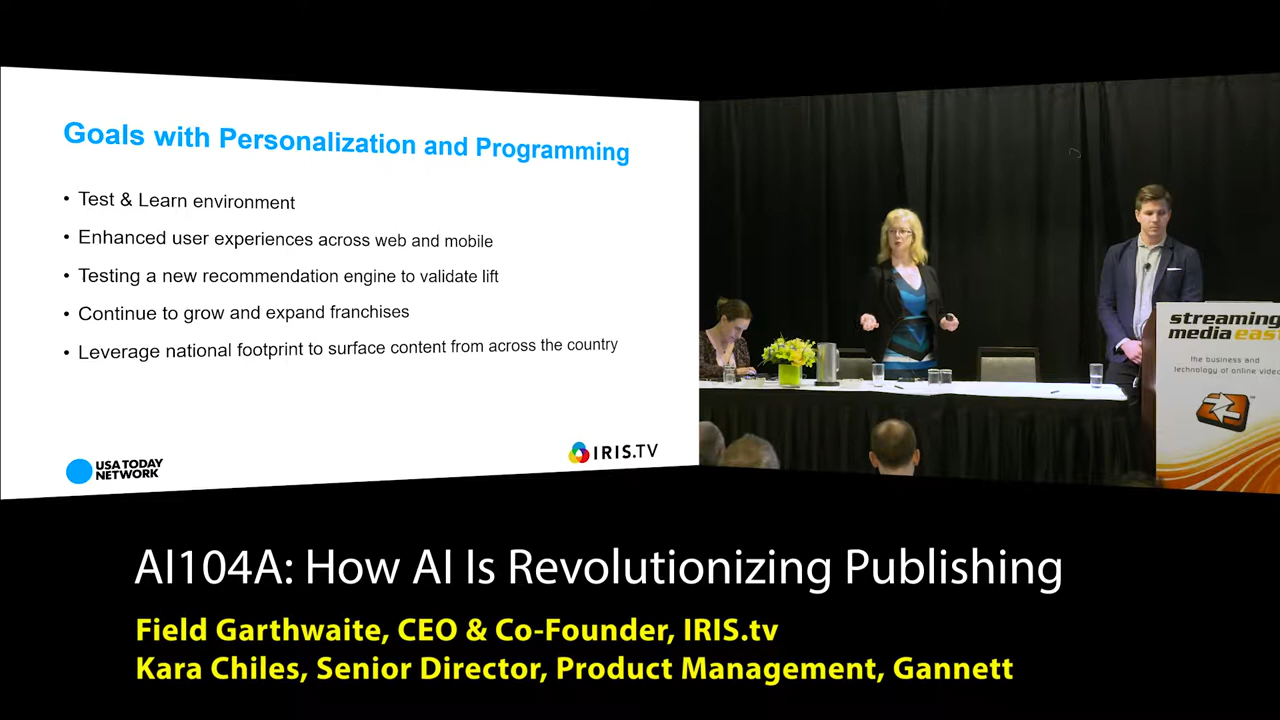 Goals with Personalization and Programming
• Test & Learn environment
• Enhanced user experiences across web and mobile
• Testing a new recommendation engine to validate lift
• Continue to grow and expand franchises
• Leverage national footprint to surface content from across the country
USA TODAY
NETWORK
IRIS.TV
streaming
media east
the business and
technology of online video
AI104A: How AI Is Revolutionizing Publishing
Field Garthwaite, CEO & Co-Founder, IRIS.tv
Kara Chiles, Senior Director, Product Management, Gannett